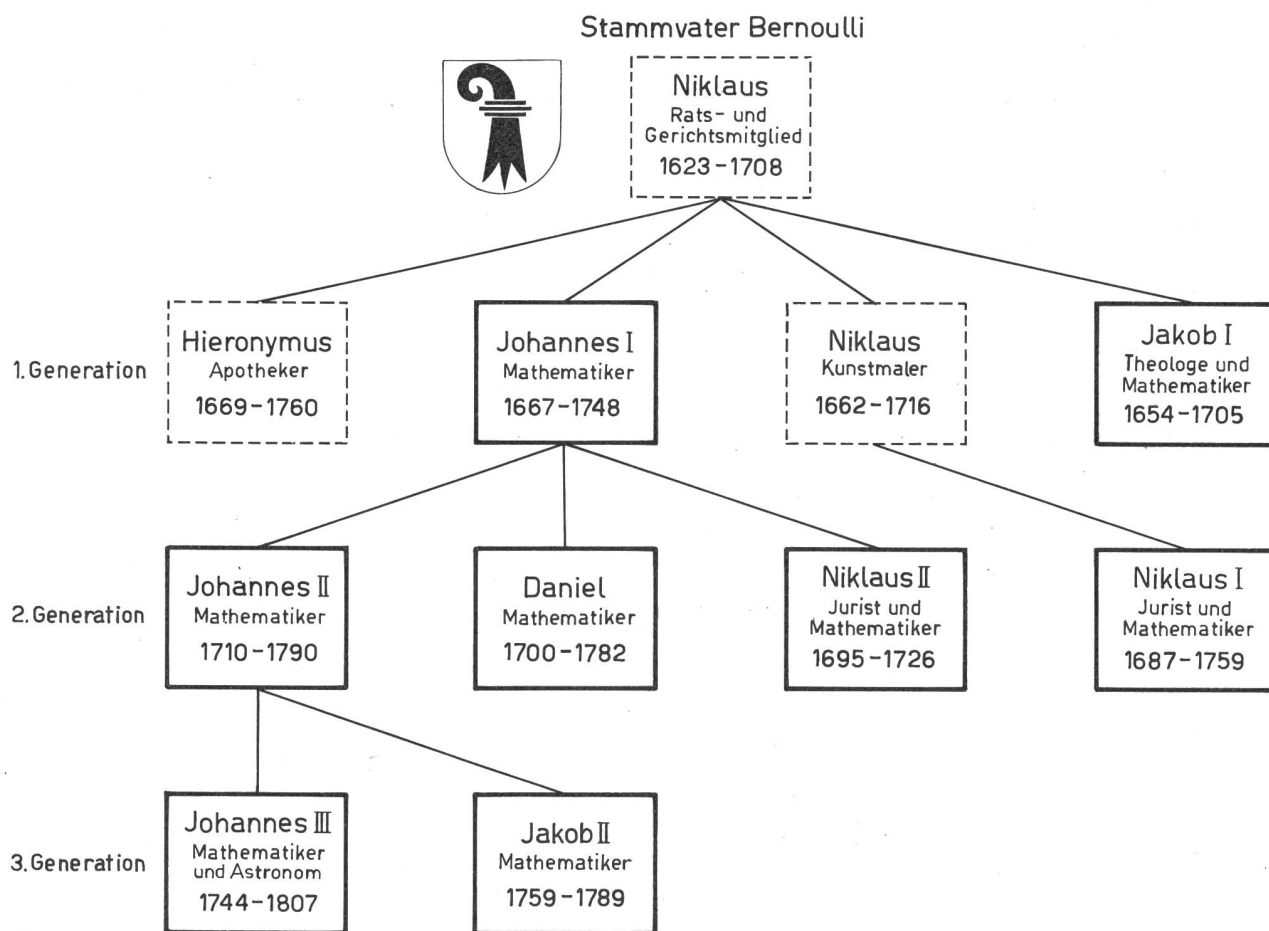 Stammvater Bernoulli
Niklaus
Rats- und
Gerichtsmitglied
1623-1708
1.Generation
Hieronymus
Apotheker
1669-1760
Johannes I
Mathematiker
1667-1748
Niklaus
Kunstmaler
1662-1716
Jakob I
Theologe und
Mathematiker
1654-1705
2.Generation
Johannes II
Mathematiker
1710-1790
Daniel
Mathematiker
1700-1782
Niklaus II
Jurist und
Mathematiker
1695-1726
Niklaus I
Jurist und
Mathematiker
1687-1759
3.Generation
Johannes III
Mathematiker
und Astronom
1744-1807
Jakob II
Mathematiker
1759-1789